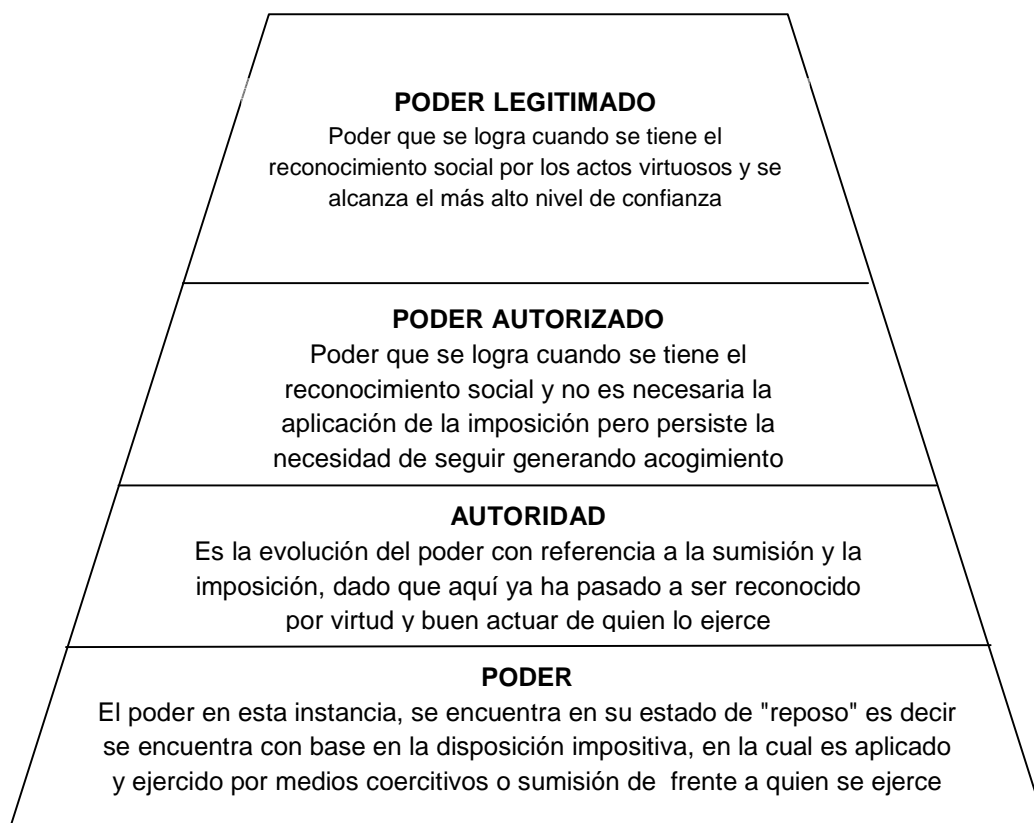 PODER LEGITIMADO
Poder que se logra cuando se tiene el
reconocimiento social por los actos virtuosos y se
alcanza el más alto nivel de confianza
PODER AUTORIZADO
Poder que se logra cuando se tiene el
reconocimiento social y no es necesaria la
aplicación de la imposición pero persiste la
necesidad de seguir generando acogimiento
AUTORIDAD
Es la evolución del poder con referencia a la sumisión y la
imposición, dado que aquí ya ha pasado a ser reconocido
por virtud y buen actuar de quien lo ejerce
PODER
El poder en esta instancia, se encuentra en su estado de "reposo" es decir
se encuentra con base en la disposición impositiva, en la cual es aplicado
y ejercido por medios coercitivos o sumisión de frente a quien se ejerce